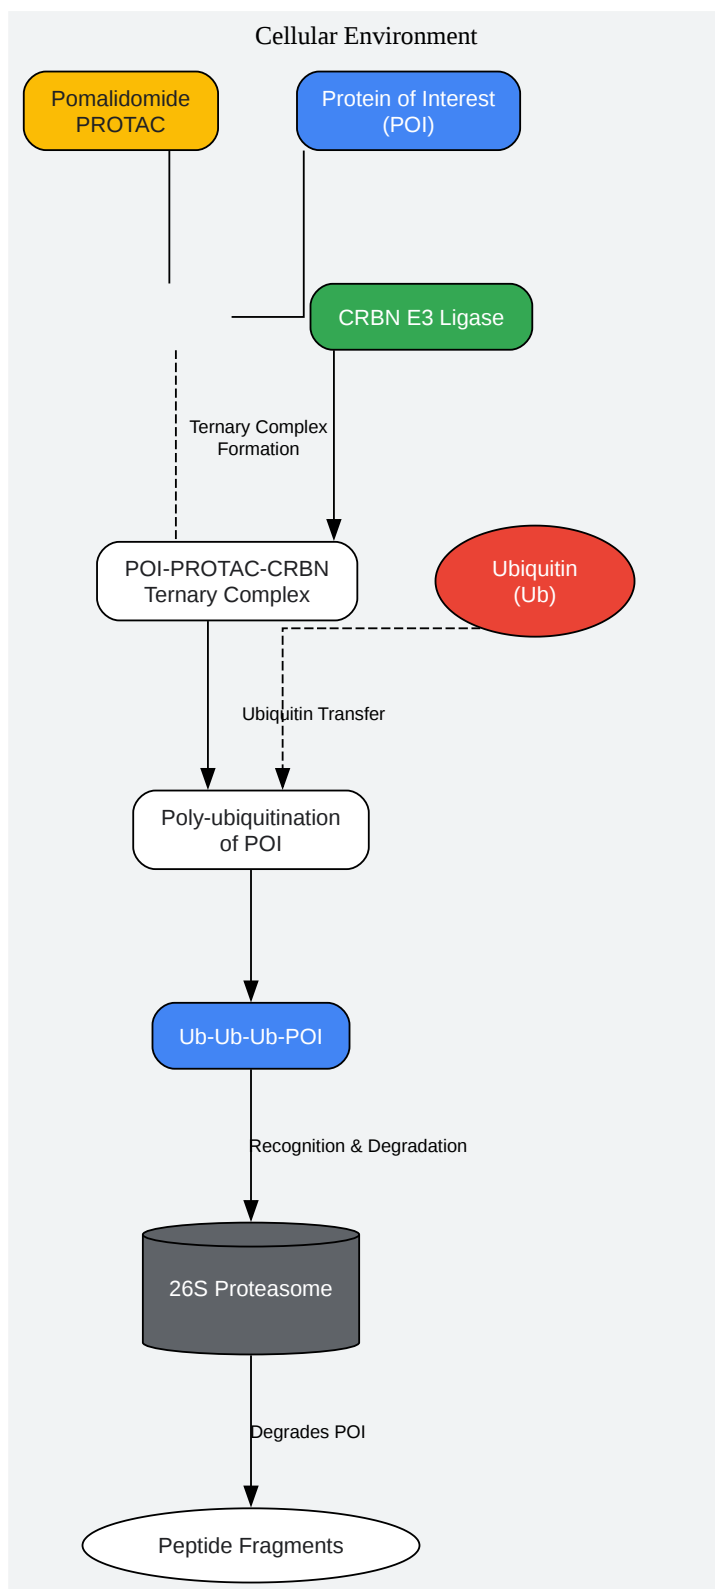 Cellular Environment
Pomalidomide
PROTAC
Protein of Interest
(POI)
CRBN E3 Ligase
Ternary Complex
Formation
POI-PROTAC-CRBN
Ternary Complex
Ubiquitin
(Ub)
Ubiquitin Transfer
Poly-ubiquitination
of POI
Ub-Ub-Ub-POI
Recognition & Degradation
26S Proteasome
Degrades POI
Peptide Fragments